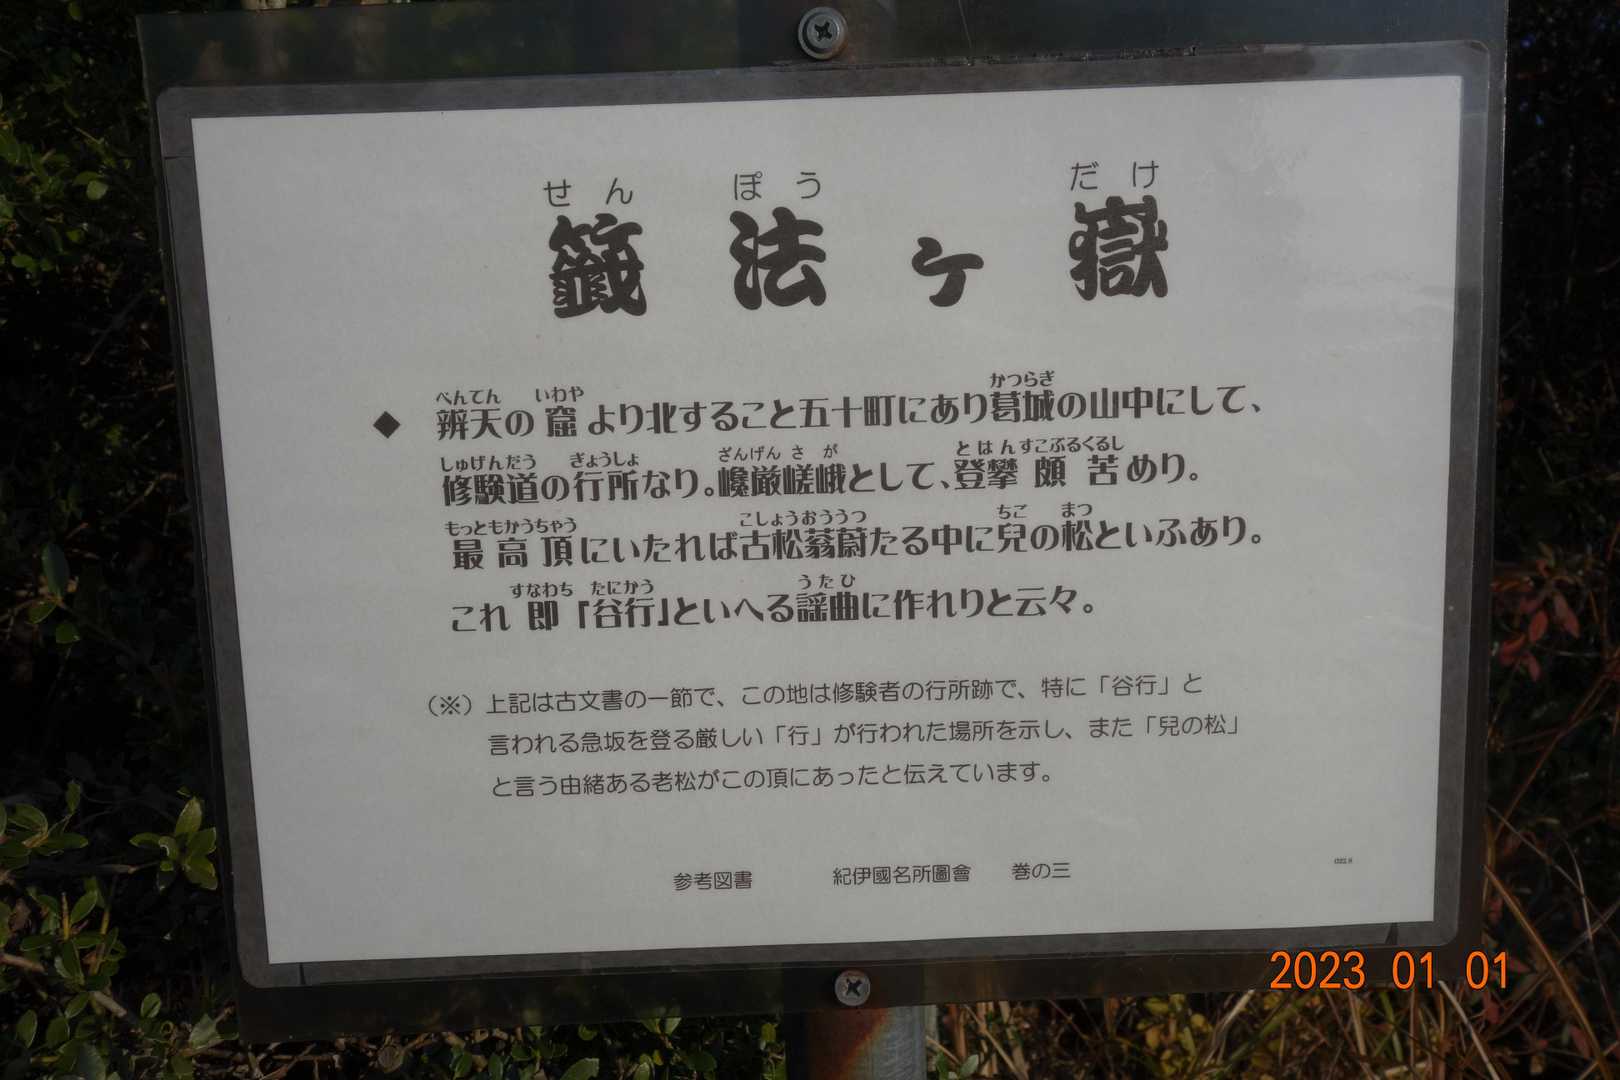 せん ぽう だけ
籤法ヶ嶽
べんてん いわや かつらぎ
◆ 辨天の窟より北すること五十町にあり葛城の山中にして、
しゅげんだう ぎょうしょ ざんげん さが とはんすこぶるくるし
修験道の行所なり。巉厳嵯峨として、登攀頗苦めり。
もっともかうちゃう こしょうおううつ ちご まつ
最高頂にいたれば古松蓊蔚たる中に兒の松といふあり。
すなわち たにかう うたひ
これ即「谷行」といへる謡曲に作れりと云々。
(※)上記は古文書の一節で、この地は修験者の行所跡で、特に「谷行」と
言われる急坂を登る厳しい「行」が行われた場所を示し、また「兒の松」
と言う由緒ある老松がこの頂にあったと伝えています。
参考図書 紀伊國名所圖會 巻の三
2023 01 01